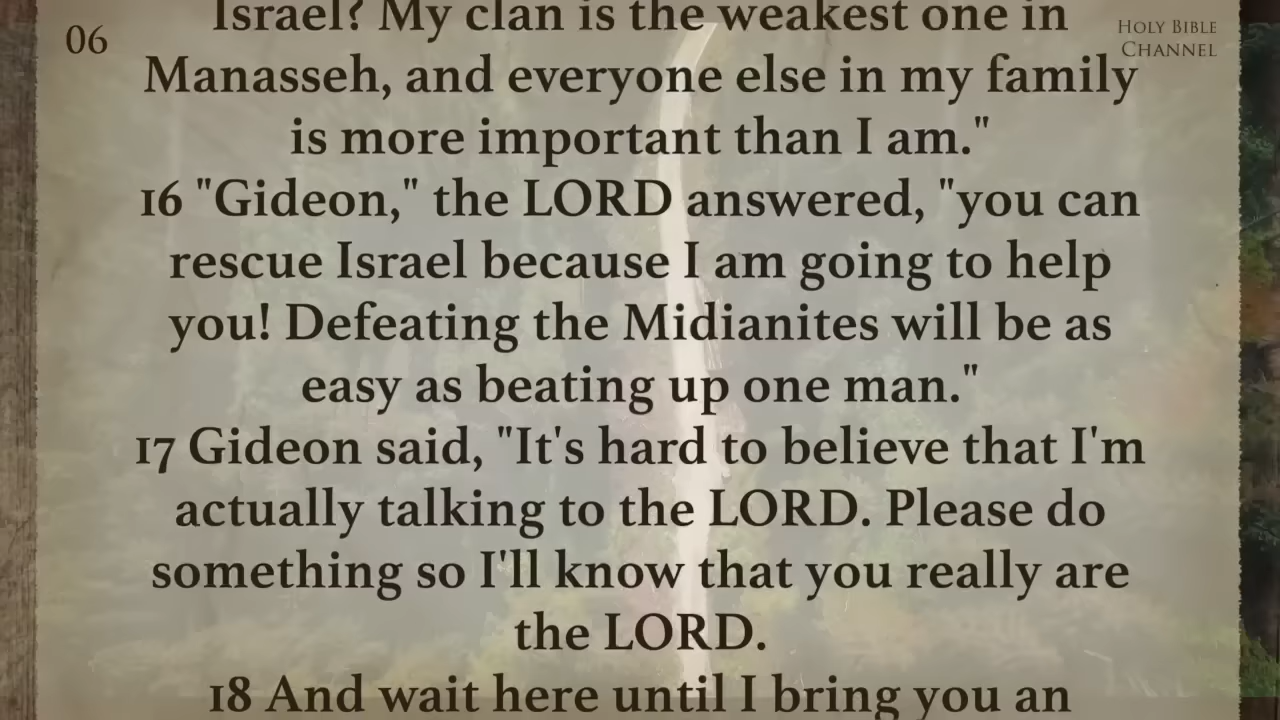 06
HOLY BIBLE
CHANNEL
Israel? My clan is the weakest one in
Manasseh, and everyone else in my family
is more important than I am."
16 "Gideon," the LORD answered, "you can
rescue Israel because I am going to help
you! Defeating the Midianites will be as
easy as beating up one man."
17 Gideon said, "It's hard to believe that I'm
actually talking to the LORD. Please do
something so I'll know that you really are
the LORD.
18 And wait here until I bring you an